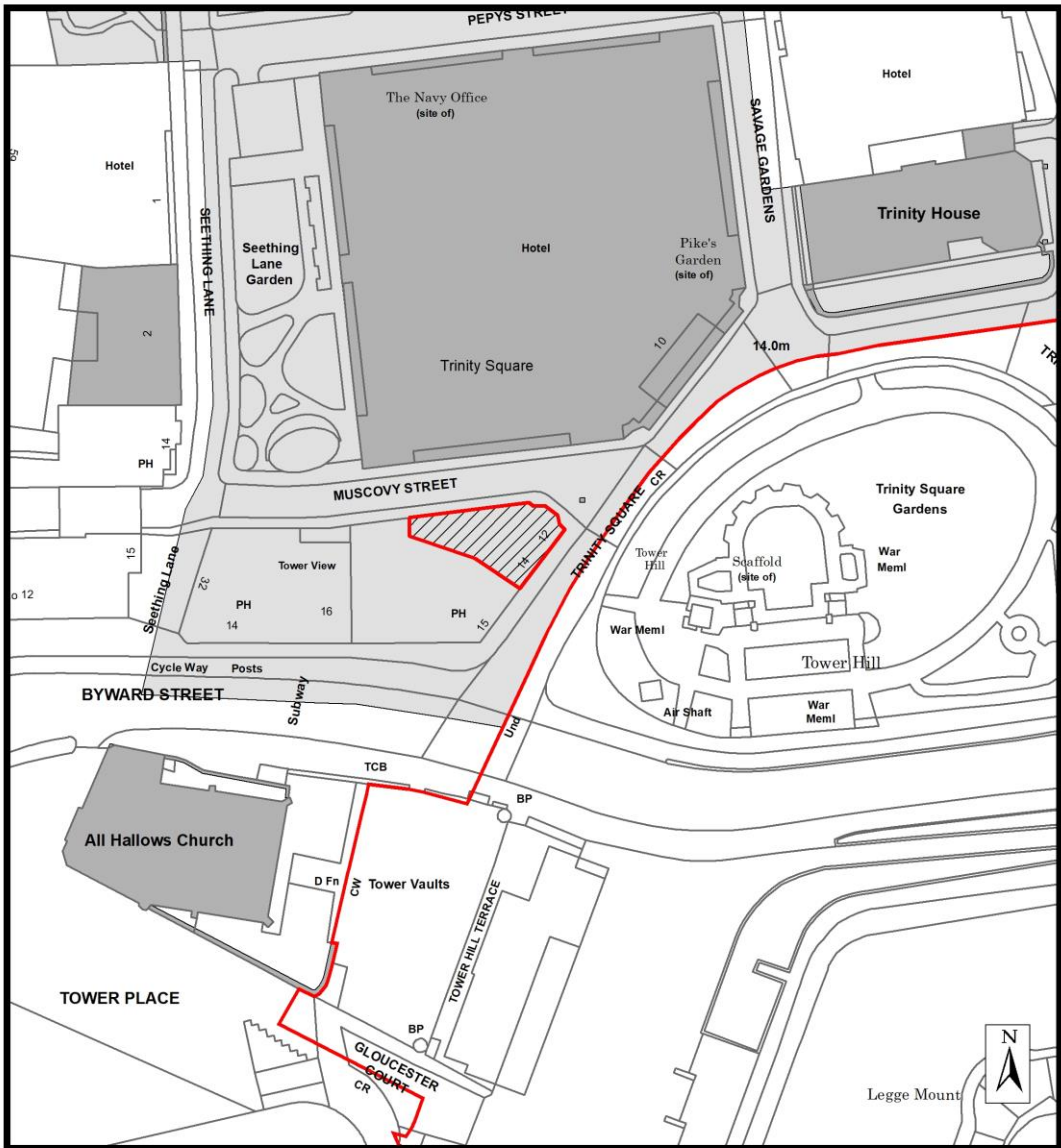 PEPYS STREET
The Navy Office
(site of)
Hotel
SAVAGE GARDENS
59
Hotel
1
SEETHING LANE
Trinity House
Seething
Lane
Garden
Hotel
Pike's
Garden
(site of)
2
10
14.0m
Trinity Square
14
PH
MUSCOVY STREET
TRINITY SQUARE
CR
Trinity Square
Gardens
12
14
15
Seething Lane
Tower View
Tower
Hill
Scaffold
(site of)
War
Meml
o 12
32
PH
14
16
PH
15
War Meml
Tower Hill
Cycle Way
Posts
BYWARD STREET
Subway
Und
Air Shaft
War
Meml
TCB
BP
All Hallows Church
D Fn
CW
Tower Vaults
TOWER HILL TERRACE
TOWER PLACE
BP
GLOUCESTER
COURT
CR
N
Legge Mount